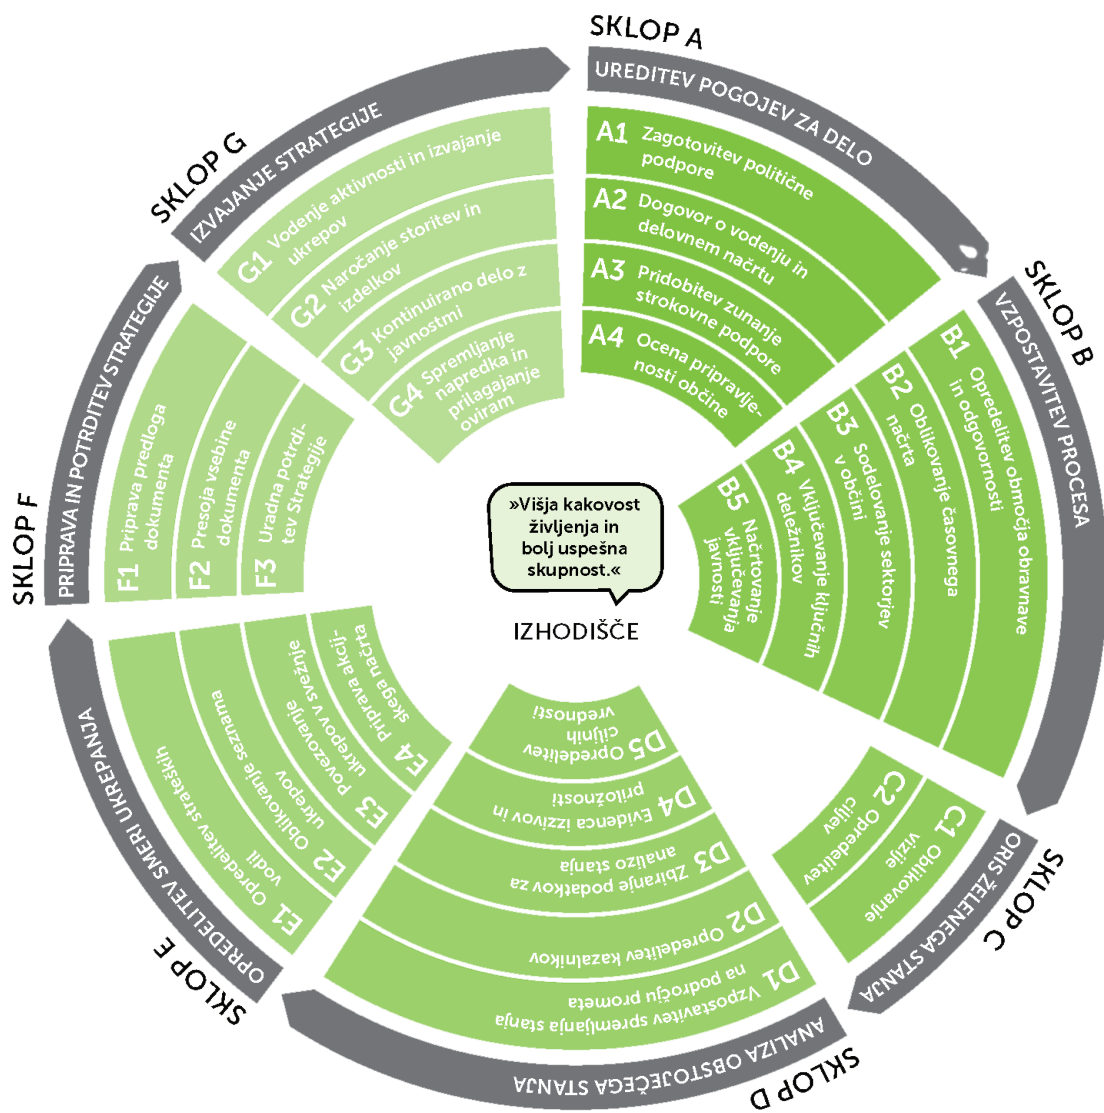 SKLOP A
UREDITEV POGOJEV ZA DELO
A1 Zagotovitev politične
podpore
A2 Dogovor o vodenju in
delovnem načrtu
A3 Pridobitev zunanje
strokovne podpore
A4 Ocena pripravlje-
nosti občine
SKLOP B
VZPOSTAVITEV PROCESA
B1 Opredelitev območja obravnave
in odgovornosti
B2 Oblikovanje časovnega
načrta
B3 Sodelovanje sektorjev
v občini
B4 Vključevanje ključnih
deležnikov
B5 Načrtovanje
vključevanja
javnosti
SKLOP C
ORIS ŽELENEGA STANJA
C1 Oblikovanje
vizije
C2 Opredelitev
ciljev
SKLOP D
ANALIZA OBSTOJEČEGA STANJA
D1 Vzpostavitev spremljanja stanja
na področju prometa
D2 Opredelitev kazalnikov
D3 Zbiranje podatkov za
analizo stanja
D4 Evidenca izzivov in
priložnosti
D5 Opredelitev
ciljnih
vrednosti
SKLOP E
OPREDELITEV SMERI UKREPANJA
E1 Opredelitev strateških
vodil
E2 Oblikovanje seznama
ukrepov
E3 Povezovanje
ukrepov v svežnje
E4 Priprava akcij-
skega načrta
SKLOP F
PRIPRAVA IN POTRDITEV STRATEGIJE
F1 Priprava predloga
dokumenta
F2 Presoja vsebine
dokumenta
F3 Uradna potrdi-
tev Strategije
SKLOP G
IZVAJANJE STRATEGIJE
G1 Vodenje aktivnosti in izvajanje
ukrepov
G2 Naročanje storitev in
izdelkov
G3 Kontinuirano delo z
javnostmi
G4 Spremljanje
napredka in
prilagajanje
oviram
»Višja kakovost
življenja in
bolj uspešna
skupnost.«
IZHODIŠČE